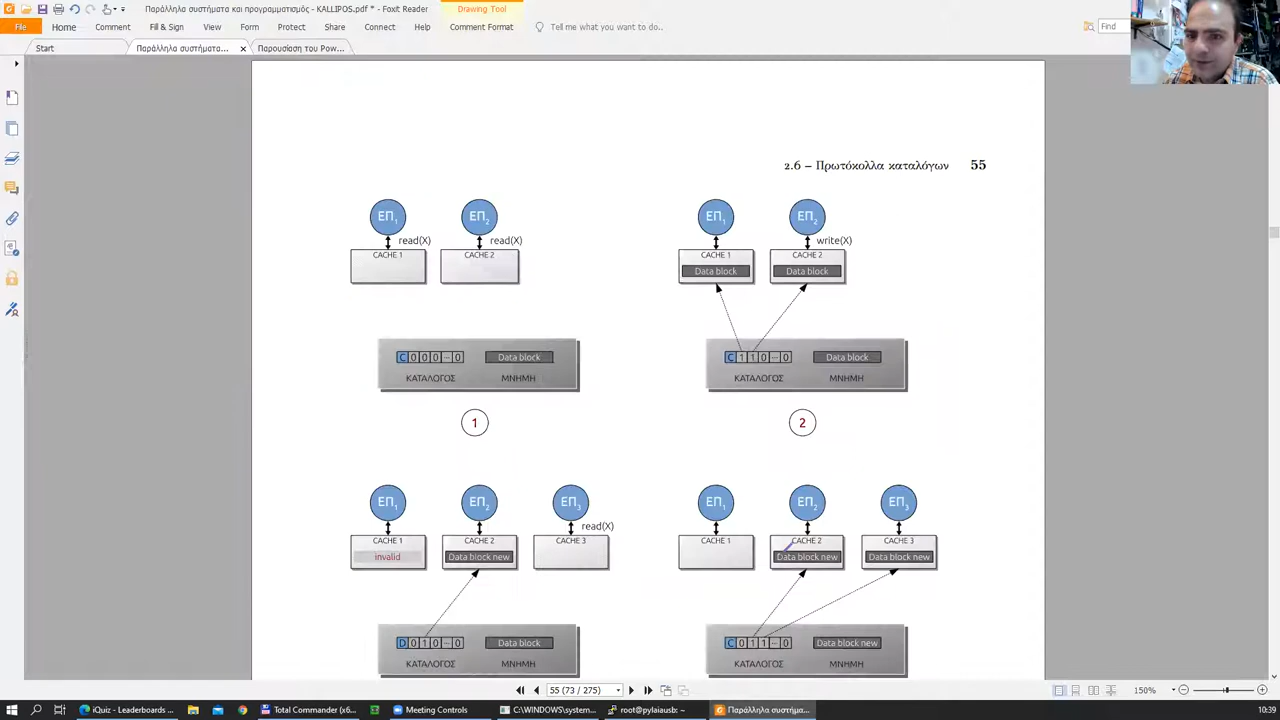 Παράλληλα συστήματα και προγραμματισμός - KALLIPOS.pdf * - Foxit Reader
Drawing Tool
File Home Comment Fill & Sign View Form Protect Share Connect Help Comment Format Tell me what you want to do.. Find
Start Παράλληλα συστήματα... Παρουσίαση του Pow...
2.6 – Πρωτόκολλα καταλόγων 55
ΕΠ1 ΕΠ2 ΕΠ1 ΕΠ2
read(X) read(X) write(X)
CACHE 1 CACHE 2 CACHE 1 CACHE 2
Data block Data block
C 0 0 0 ... 0 Data block C 1 1 0 ... 0 Data block
ΚΑΤΑΛΟΓΟΣ ΜΝΗΜΗ ΚΑΤΑΛΟΓΟΣ ΜΝΗΜΗ
1 2
ΕΠ1 ΕΠ2 ΕΠ3 ΕΠ1 ΕΠ2 ΕΠ3
read(X)
CACHE 1 CACHE 2 CACHE 3 CACHE 1 CACHE 2 CACHE 3
invalid Data block new Data block new Data block new
D 0 1 0 ... 0 Data block C 0 1 1 ... 0 Data block new
ΚΑΤΑΛΟΓΟΣ ΜΝΗΜΗ ΚΑΤΑΛΟΓΟΣ ΜΝΗΜΗ
55 (73 / 275) 150%
iQuiz - Leaderboards ... Total Commander (x6... Meeting Controls C:\WINDOWS\system... root@pylaiausb: ~ Παράλληλα συστήμα... 10:39